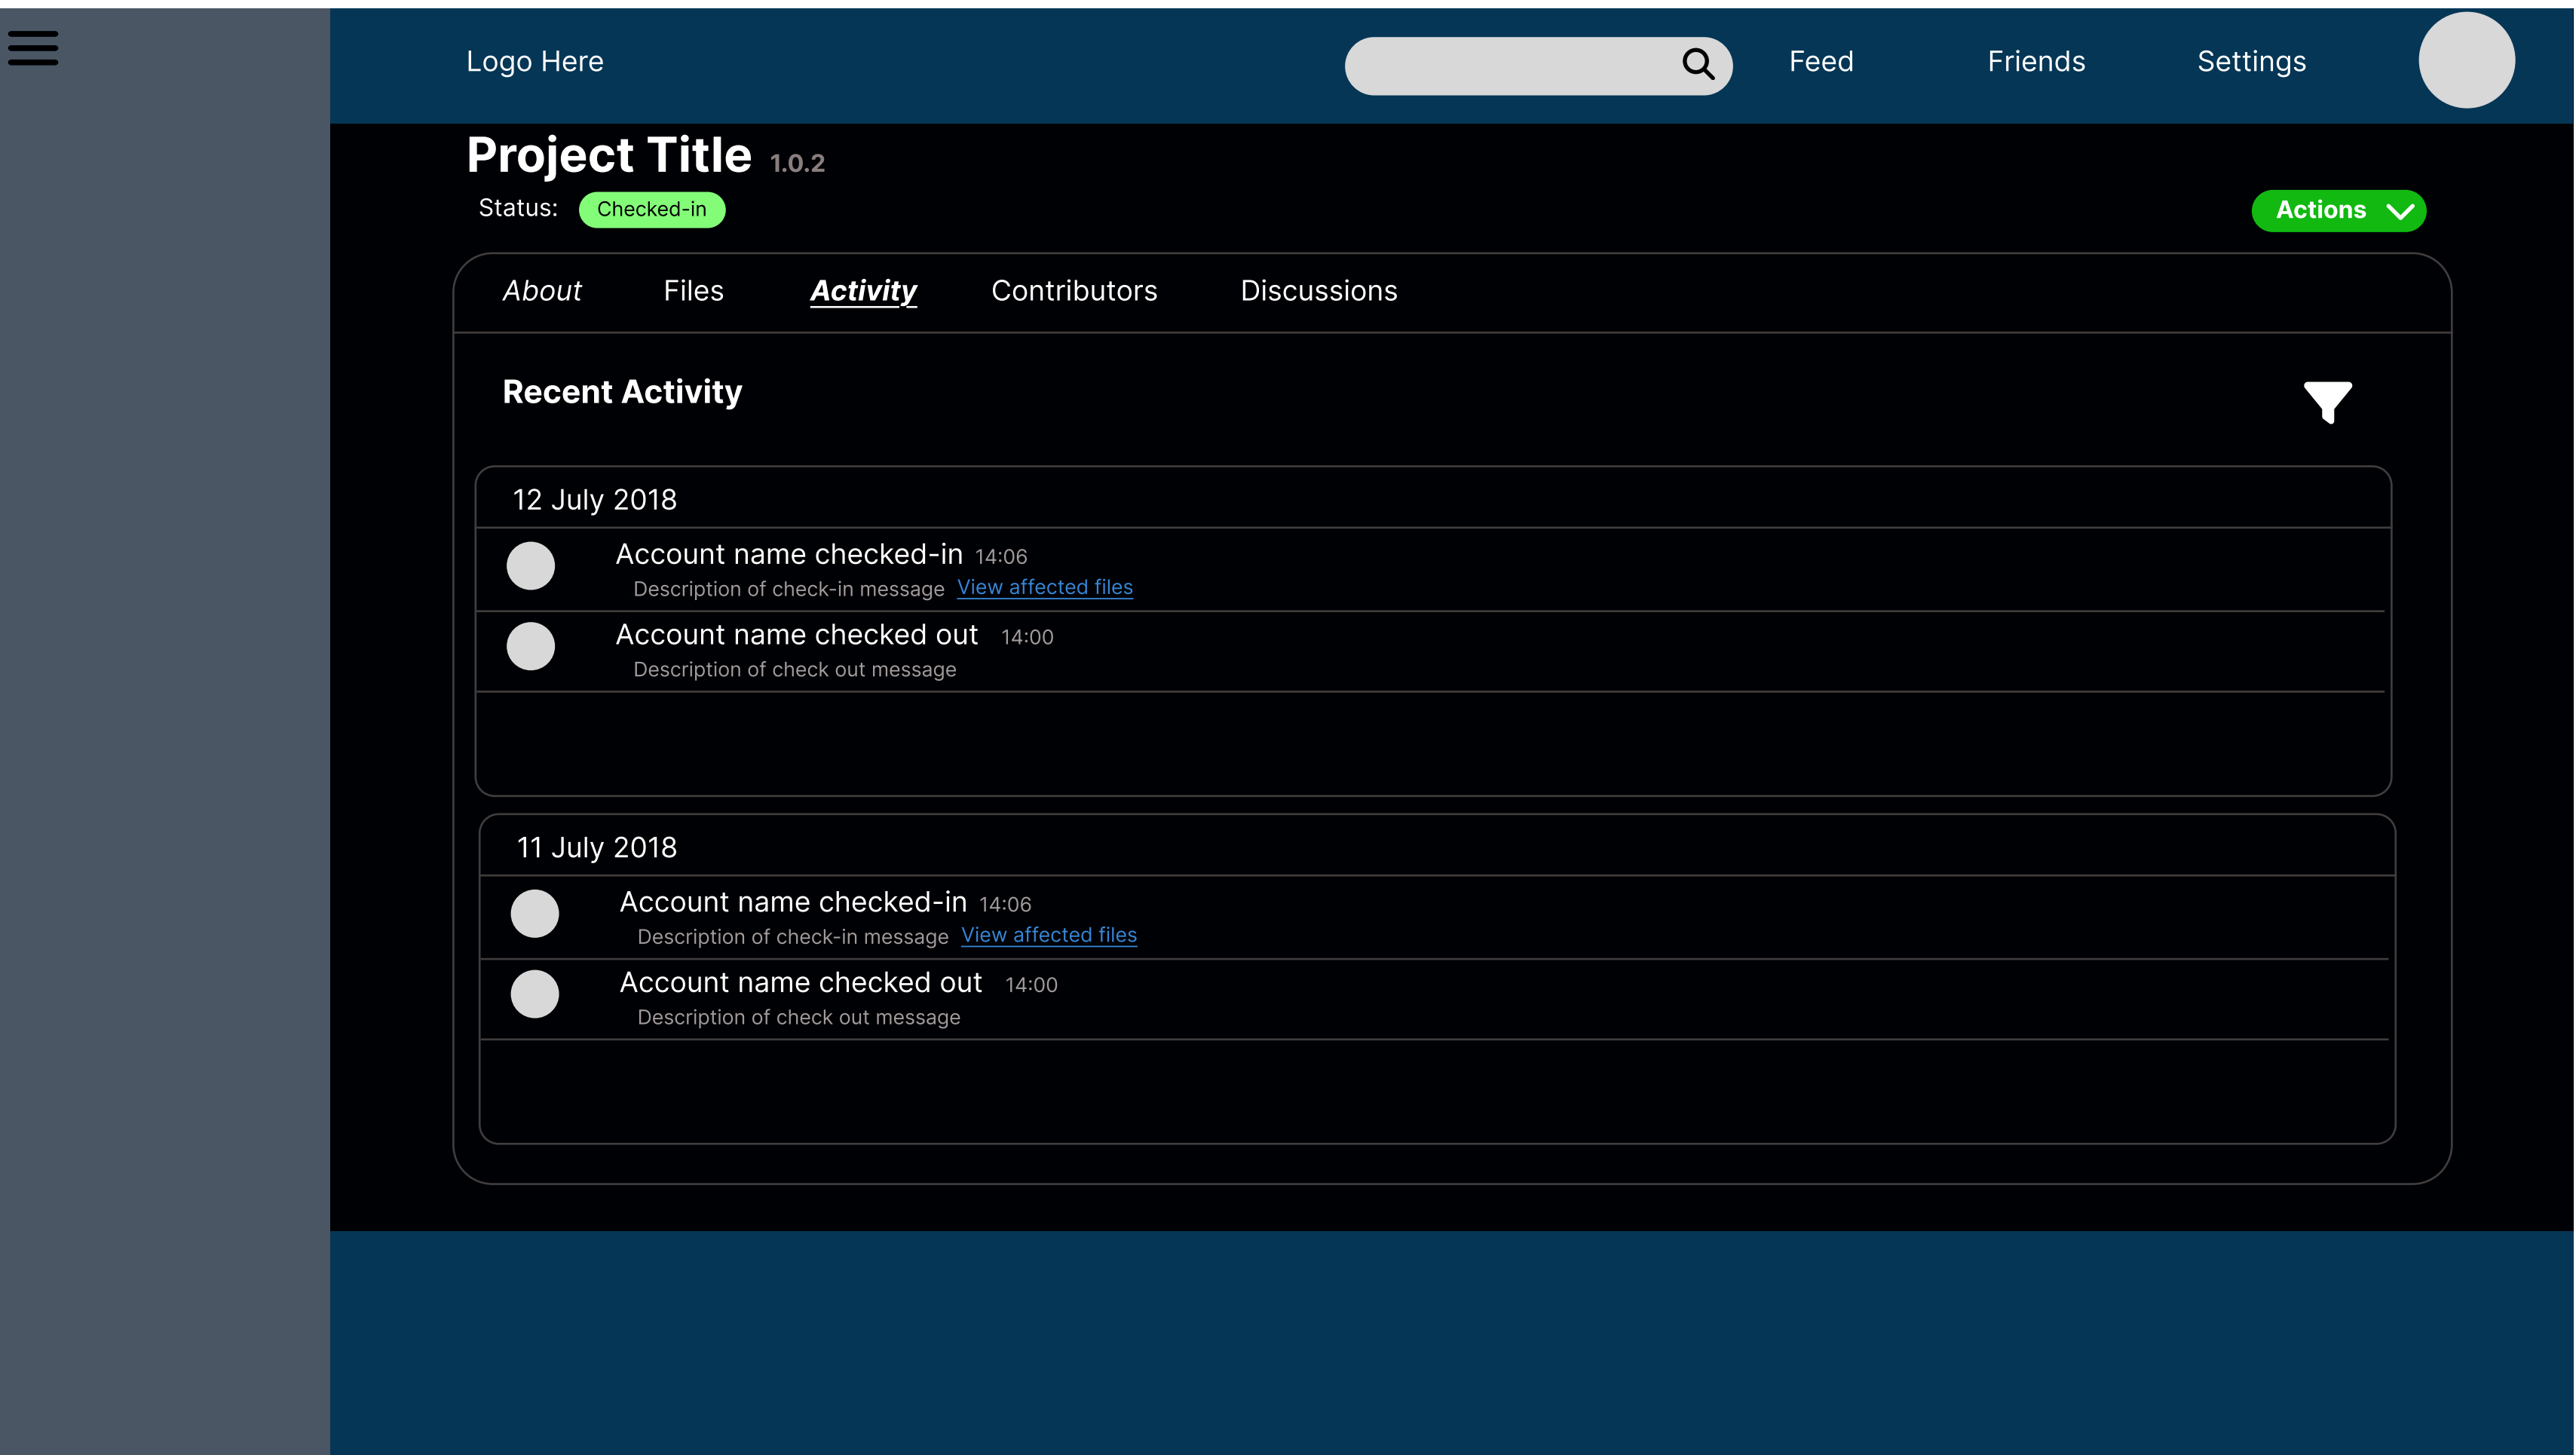 Logo Here Feed Friends Settings
Project Title 1.0.2
Status: Checked-in Actions
About Files Activity Contributors Discussions
Recent Activity
12 July 2018
Account name checked-in 14:06
Description of check-in message View affected files
Account name checked out 14:00
Description of check out message
11 July 2018
Account name checked-in 14:06
Description of check-in message View affected files
Account name checked out 14:00
Description of check out message